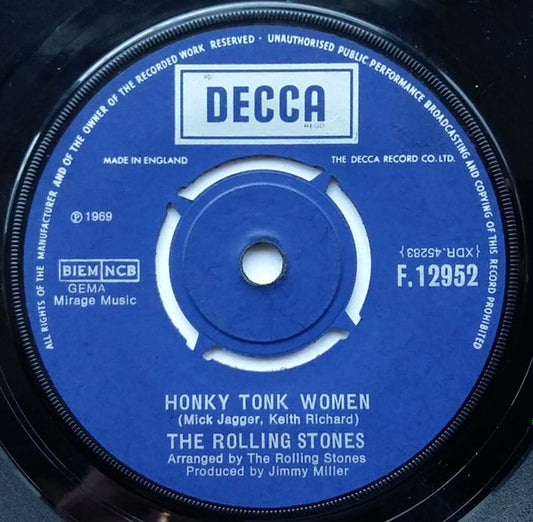 ALL RIGHTS OF THE MANUFACTURER AND OF THE OWNER OF THE RECORDED WORK RESERVED · UNAUTHORISED PUBLIC PERFORMANCE BROADCASTING AND COPYING OF THIS RECORD PROHIBITED
DECCA
REGD
MADE IN ENGLAND
THE DECCA RECORD CO. LTD.
℗ 1969
{XDR.45283}
BIEM NCB
F.12952
GEMA
Mirage Music
HONKY TONK WOMEN
(Mick Jagger, Keith Richard)
THE ROLLING STONES
Arranged by The Rolling Stones
Produced by Jimmy Miller